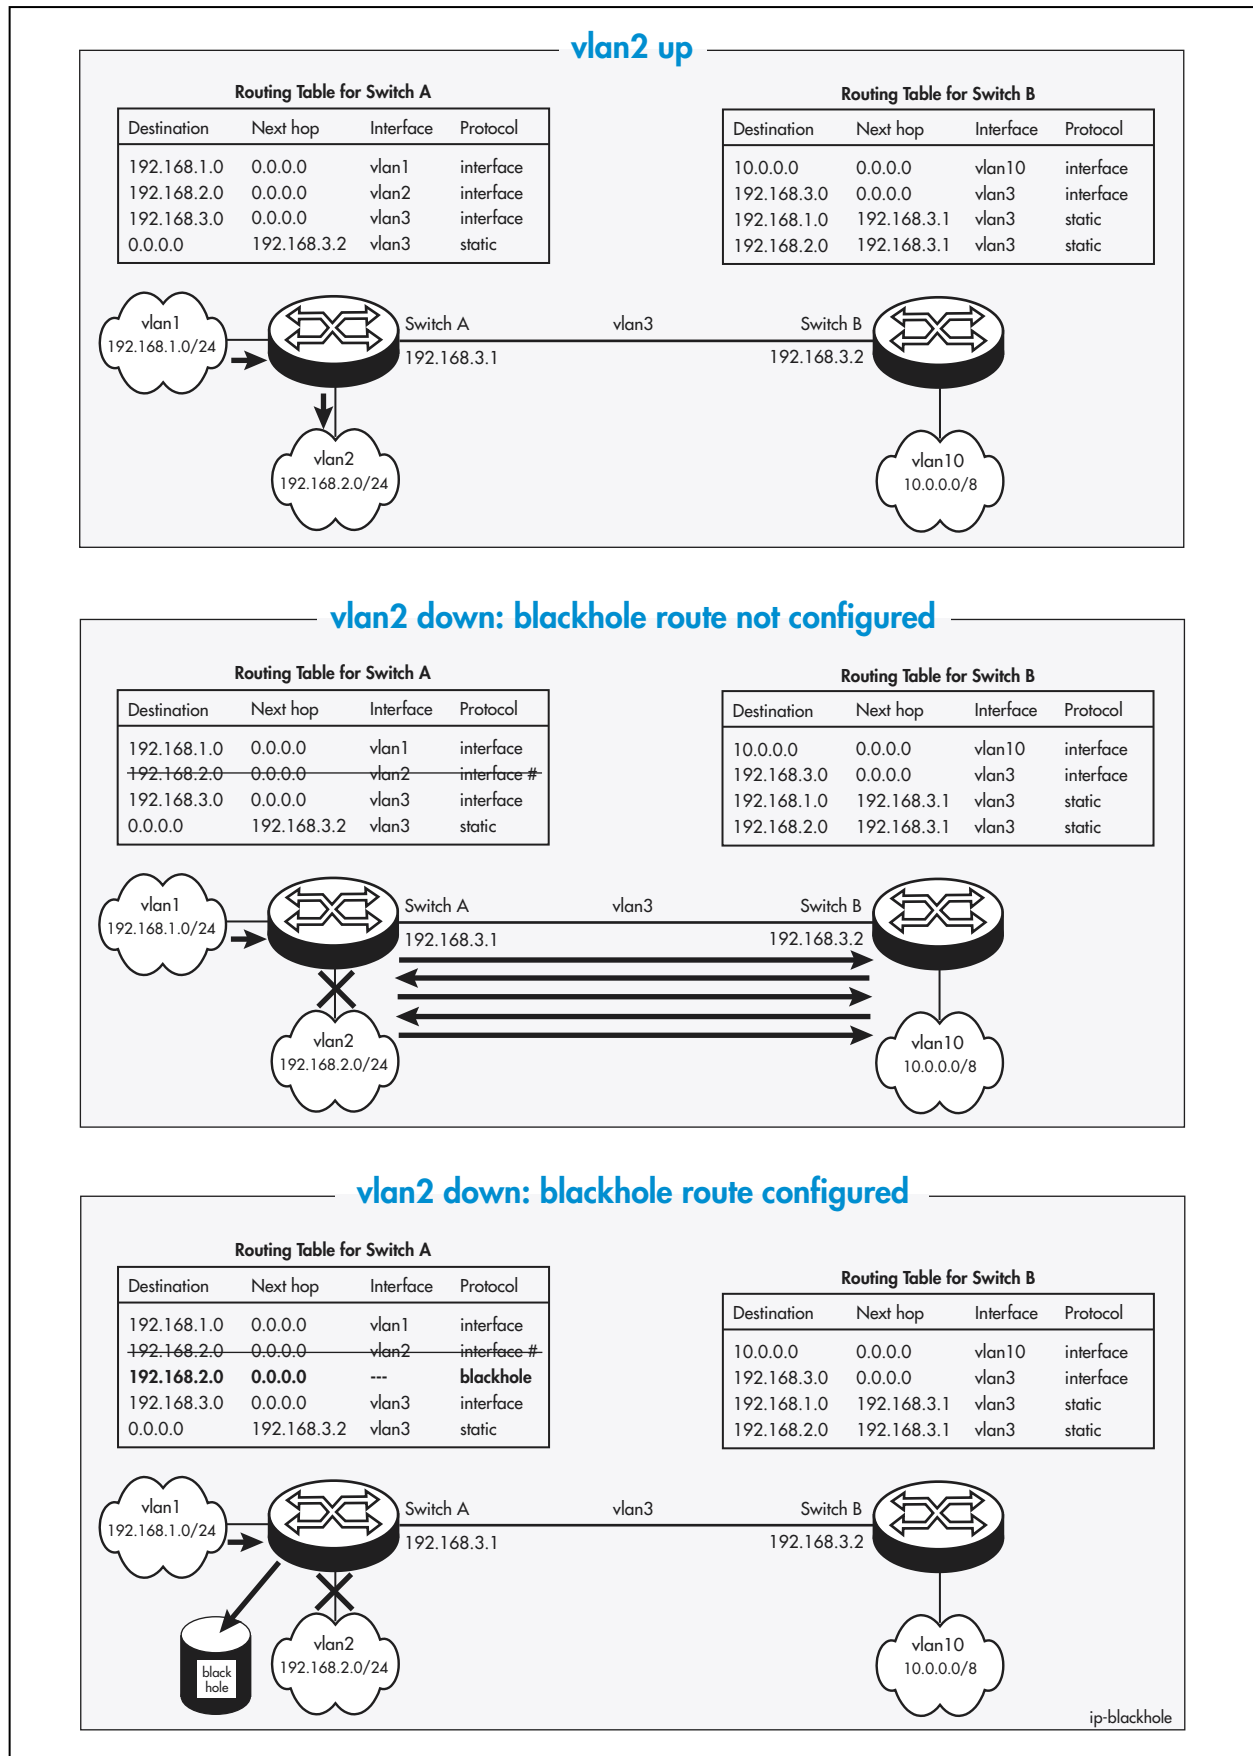 vlan2 up
Routing Table for Switch A
Destination Next hop Interface Protocol
192.168.1.0 0.0.0.0 vlan1 interface
192.168.2.0 0.0.0.0 vlan2 interface
192.168.3.0 0.0.0.0 vlan3 interface
0.0.0.0 192.168.3.2 vlan3 static
Routing Table for Switch B
Destination Next hop Interface Protocol
10.0.0.0 0.0.0.0 vlan10 interface
192.168.3.0 0.0.0.0 vlan3 interface
192.168.1.0 192.168.3.1 vlan3 static
192.168.2.0 192.168.3.1 vlan3 static
vlan1
192.168.1.0/24
Switch A
192.168.3.1
vlan3
Switch B
192.168.3.2
vlan2
192.168.2.0/24
vlan10
10.0.0.0/8
vlan2 down: blackhole route not configured
Routing Table for Switch A
Destination Next hop Interface Protocol
192.168.1.0 0.0.0.0 vlan1 interface
192.168.2.0 0.0.0.0 vlan2 interface #
192.168.3.0 0.0.0.0 vlan3 interface
0.0.0.0 192.168.3.2 vlan3 static
Routing Table for Switch B
Destination Next hop Interface Protocol
10.0.0.0 0.0.0.0 vlan10 interface
192.168.3.0 0.0.0.0 vlan3 interface
192.168.1.0 192.168.3.1 vlan3 static
192.168.2.0 192.168.3.1 vlan3 static
vlan1
192.168.1.0/24
Switch A
192.168.3.1
vlan3
Switch B
192.168.3.2
vlan2
192.168.2.0/24
vlan10
10.0.0.0/8
vlan2 down: blackhole route configured
Routing Table for Switch A
Destination Next hop Interface Protocol
192.168.1.0 0.0.0.0 vlan1 interface
192.168.2.0 0.0.0.0 vlan2 interface #
192.168.2.0 0.0.0.0 --- blackhole
192.168.3.0 0.0.0.0 vlan3 interface
0.0.0.0 192.168.3.2 vlan3 static
Routing Table for Switch B
Destination Next hop Interface Protocol
10.0.0.0 0.0.0.0 vlan10 interface
192.168.3.0 0.0.0.0 vlan3 interface
192.168.1.0 192.168.3.1 vlan3 static
192.168.2.0 192.168.3.1 vlan3 static
vlan1
192.168.1.0/24
Switch A
192.168.3.1
vlan3
Switch B
192.168.3.2
black
hole
vlan2
192.168.2.0/24
vlan10
10.0.0.0/8
ip-blackhole